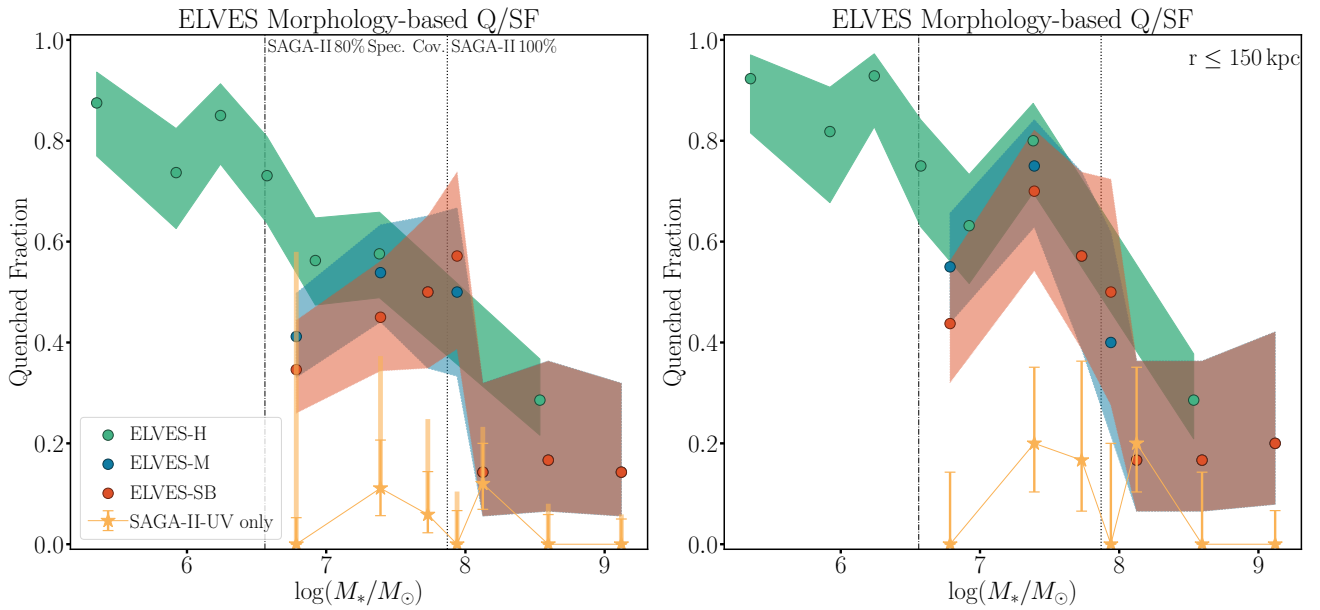 ELVES Morphology-based Q/SF
SAGA-II 80% Spec. Cov.
SAGA-II 100%
1.0
0.8
0.6
0.4
0.2
0.0
Quenched Fraction
ELVES-H
ELVES-M
ELVES-SB
SAGA-II-UV only
6
7
8
9
log(M*/M⊙)
ELVES Morphology-based Q/SF
r ≤ 150 kpc
1.0
0.8
0.6
0.4
0.2
0.0
Quenched Fraction
6
7
8
9
log(M*/M⊙)